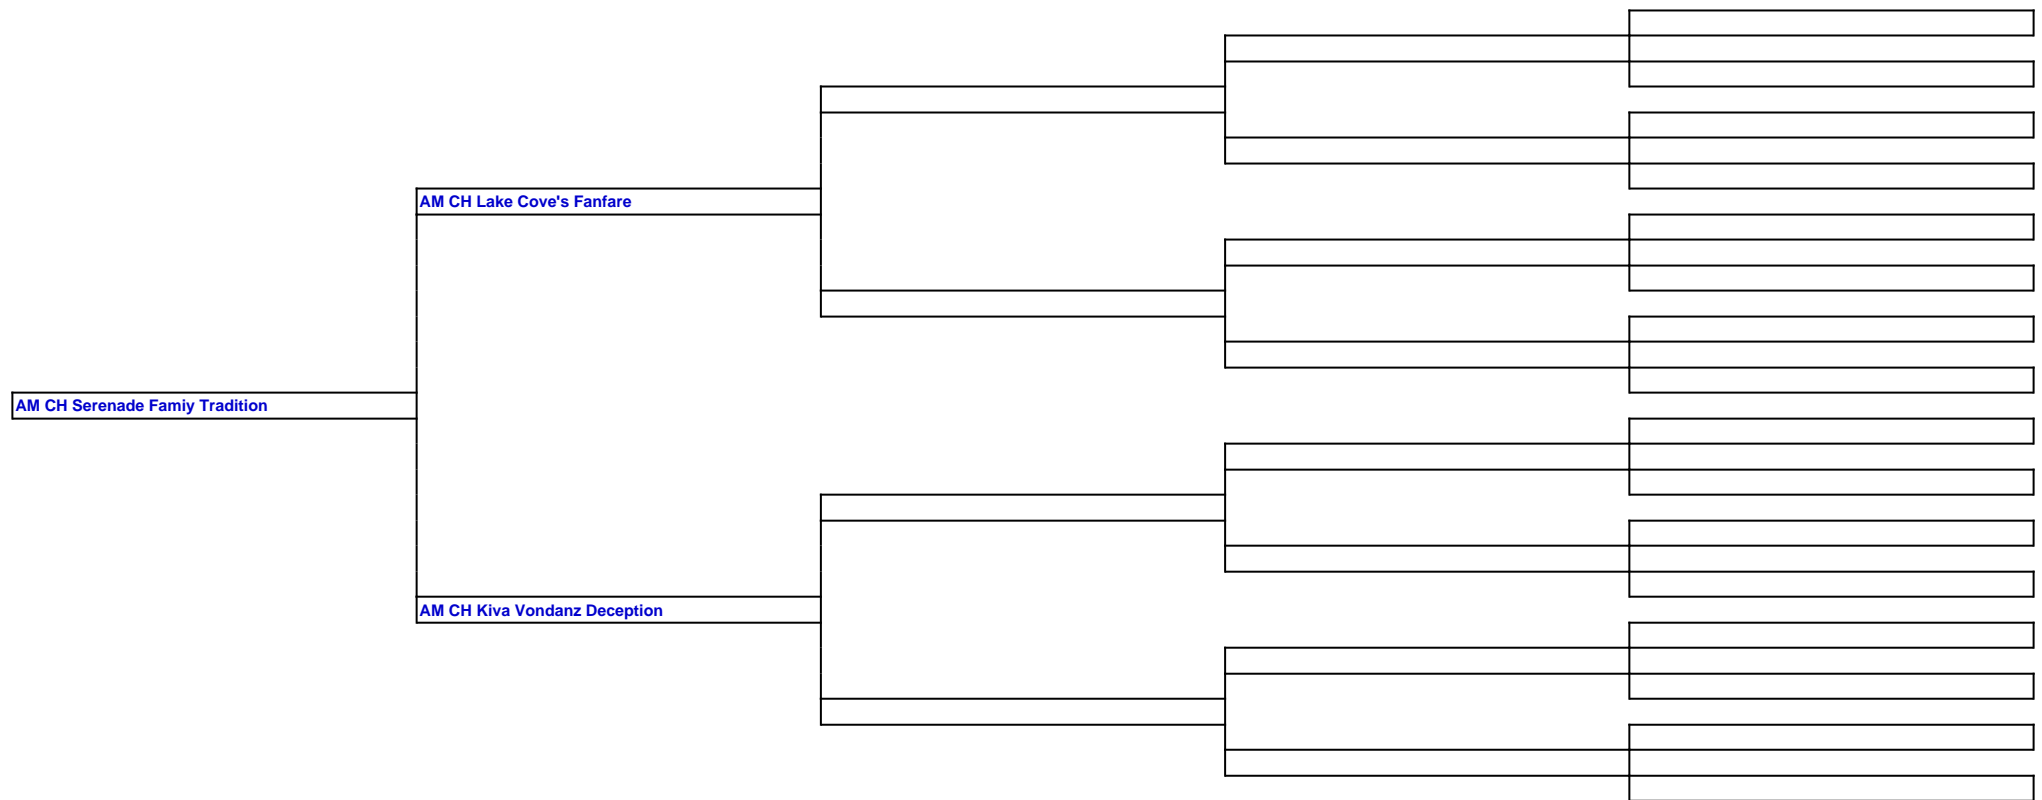 AM CH Lake Cove's Fanfare
AM CH Serenade Famiy Tradition
AM CH Kiva Vondanz Deception